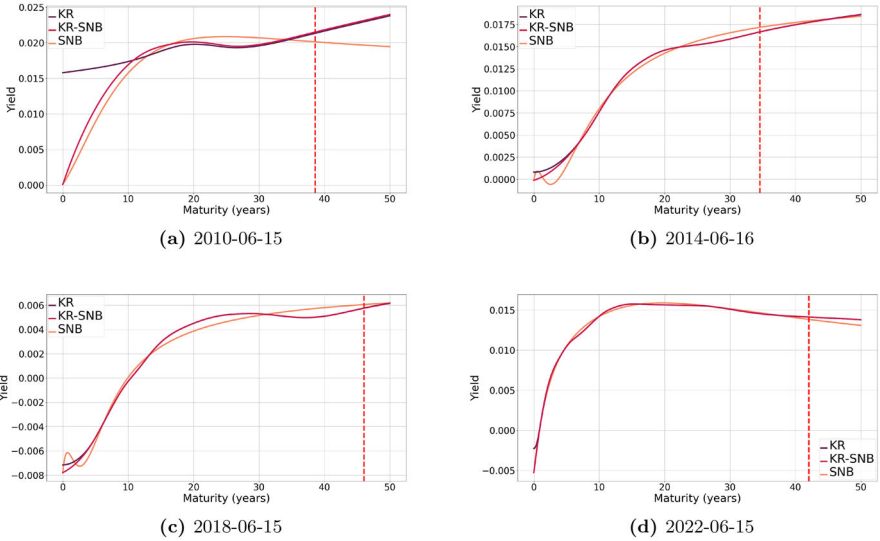 0.025
0.020
0.015
0.010
0.005
0.000
Yield
KR
KR-SNB
SNB
0 10 20 30 40 50
Maturity (years)
(a) 2010-06-15
0.0175
0.0150
0.0125
0.0100
0.0075
0.0050
0.0025
0.0000
Yield
KR
KR-SNB
SNB
0 10 20 30 40 50
Maturity (years)
(b) 2014-06-16
0.006
0.004
0.002
0.000
−0.002
−0.004
−0.006
−0.008
Yield
KR
KR-SNB
SNB
0 10 20 30 40 50
Maturity (years)
(c) 2018-06-15
0.015
0.010
0.005
0.000
−0.005
Yield
KR
KR-SNB
SNB
0 10 20 30 40 50
Maturity (years)
(d) 2022-06-15